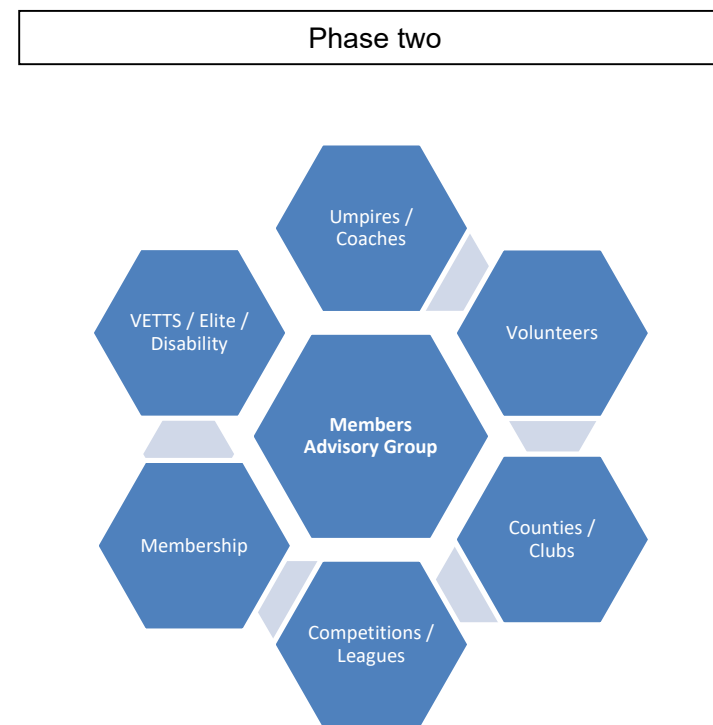 Phase two
Umpires /
Coaches
VETTS / Elite /
Disability
Volunteers
Members
Advisory Group
Membership
Counties /
Clubs
Competitions /
Leagues